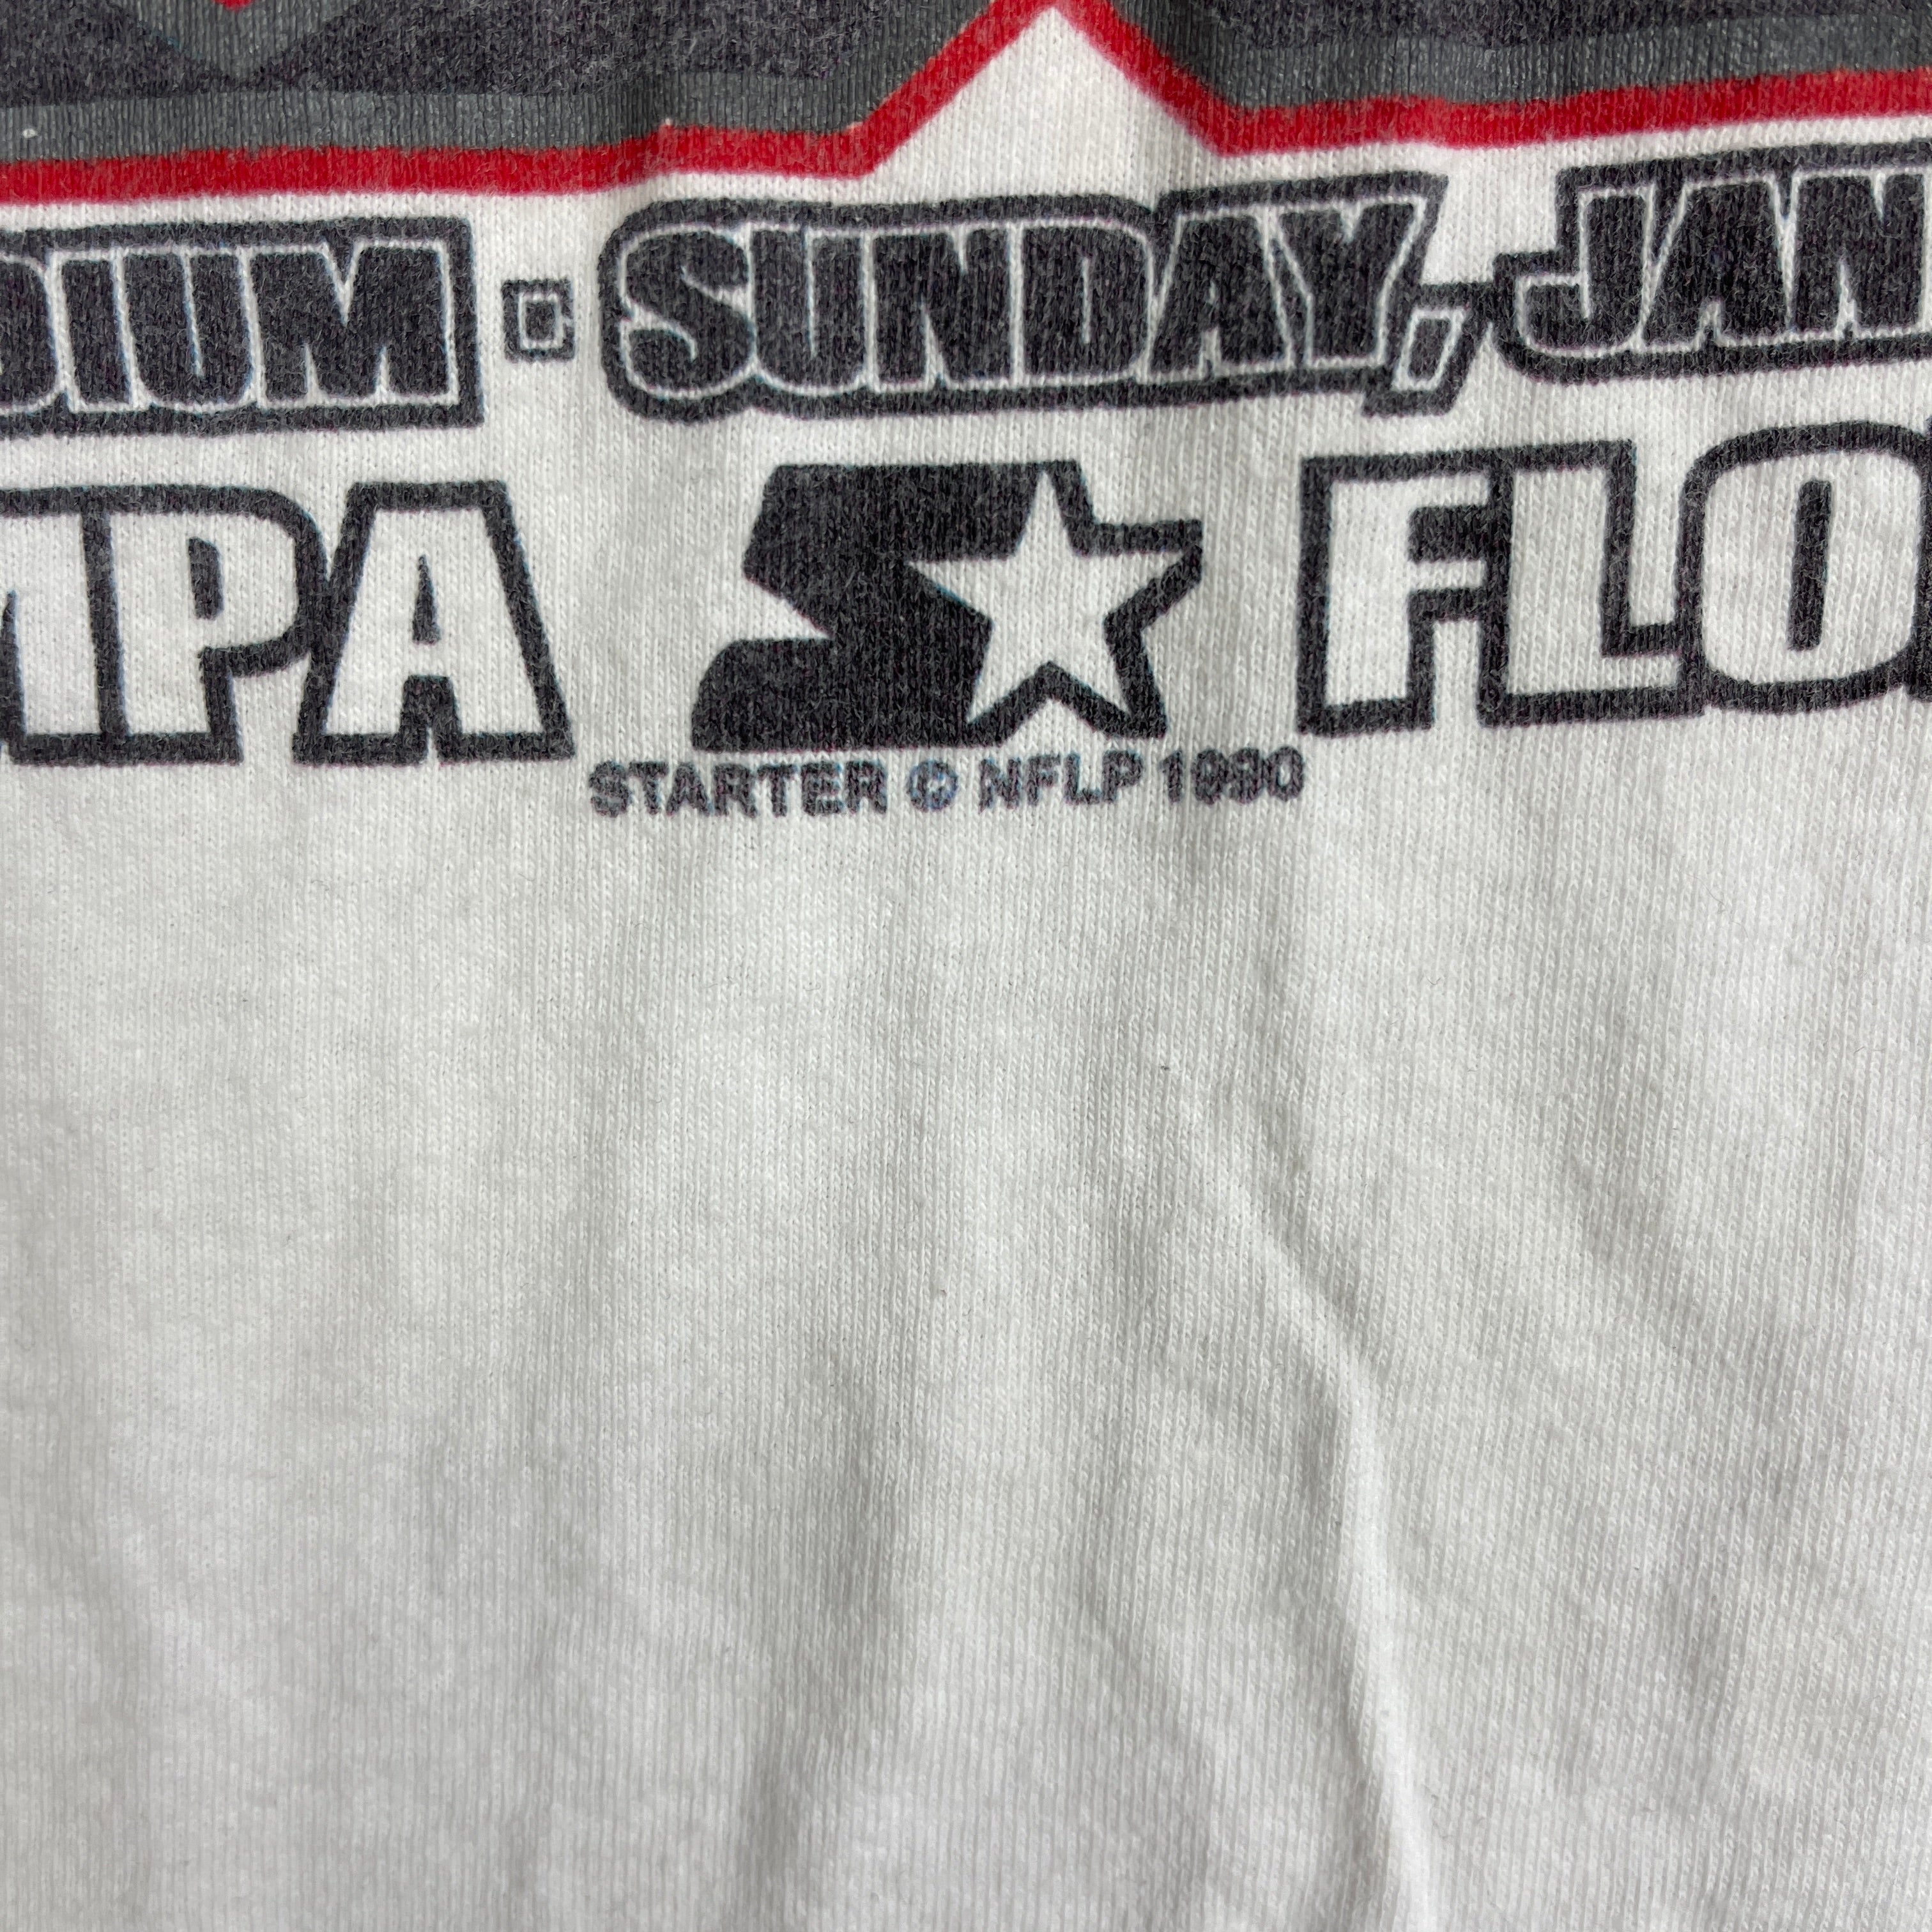 DIUM · SUNDAY, JAN
MPA FLO
STARTER © NFLP 1990